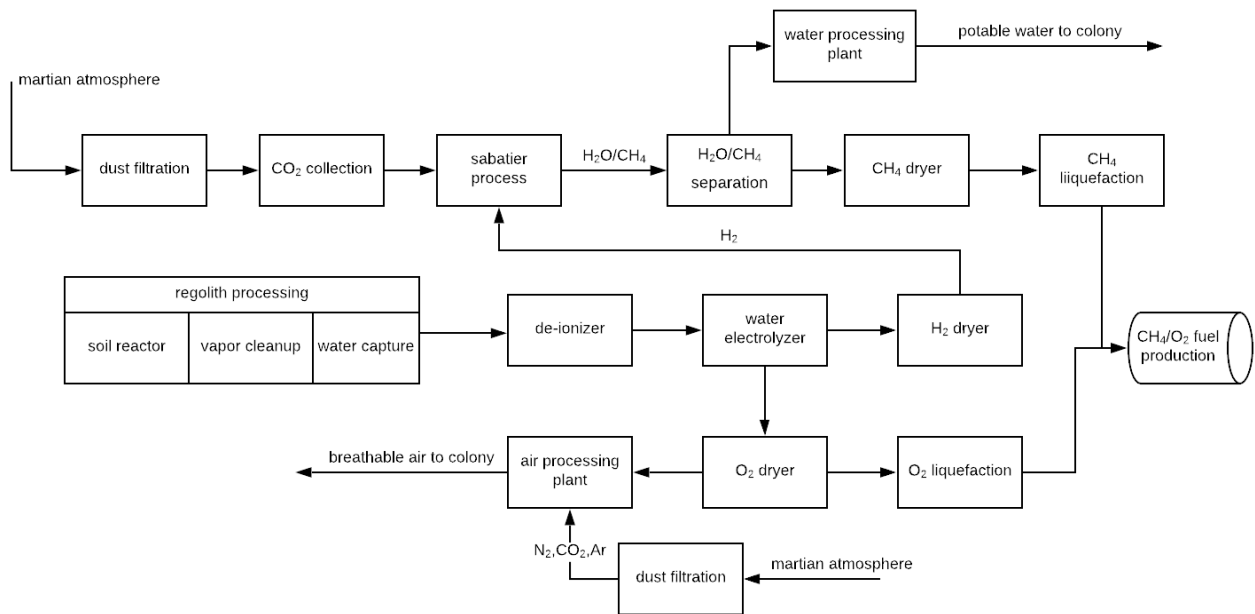 water processing
plant
potable water to colony
martian atmosphere
dust filtration
CO₂ collection
sabatier
process
H₂O/CH₄
H₂O/CH₄
separation
CH₄ dryer
CH₄
liiquefaction
H₂
regolith processing
soil reactor
vapor cleanup
water capture
de-ionizer
water
electrolyzer
H₂ dryer
CH₄/O₂ fuel
production
breathable air to colony
air processing
plant
O₂ dryer
O₂ liquefaction
N₂,CO₂,Ar
dust filtration
martian atmosphere